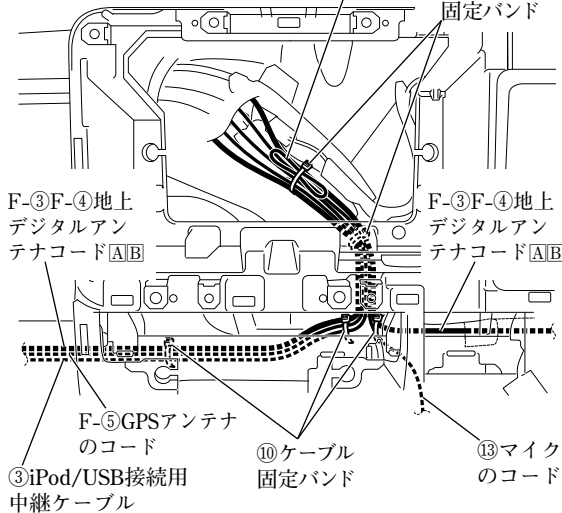 固定バンド
F-③F-④地上
デジタルアン
テナコードAB
F-③F-④地上
デジタルアン
テナコードAB
F-⑤GPSアンテナ
のコード
③iPod/USB接続用
中継ケーブル
⑩ケーブル
固定バンド
⑬マイク
のコード